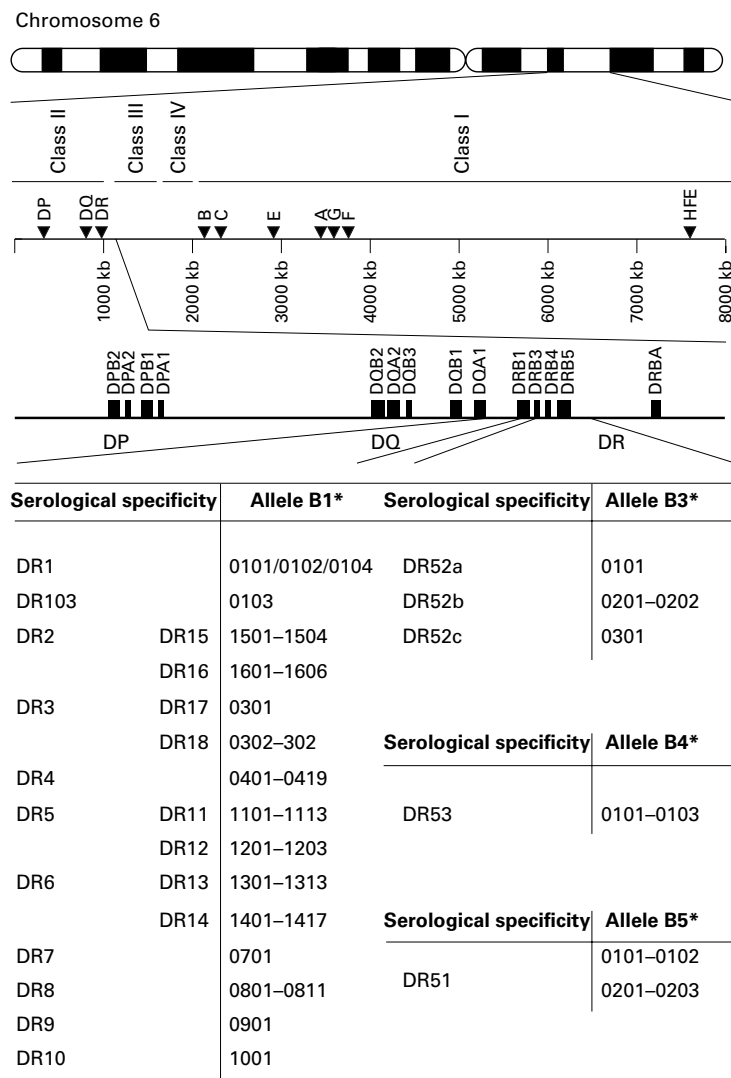 Chromosome 6
Class II
Class III
Class IV
Class I
DP
DQ
DR
B
C
E
A
G
F
HFE
1000 kb
2000 kb
3000 kb
4000 kb
5000 kb
6000 kb
7000 kb
8000 kb
DPB2
DPA2
DPB1
DPA1
DQB2
DQA2
DQB3
DQB1
DQA1
DRB1
DRB3
DRB4
DRB5
DRBA
DP DQ DR
Serological specificity Allele B1* Serological specificity Allele B3*
DR1 0101/0102/0104 DR52a 0101
DR103 0103 DR52b 0201–0202
DR2 DR15 1501–1504 DR52c 0301
DR16 1601–1606
DR3 DR17 0301
DR18 0302–302 Serological specificity Allele B4*
DR4 0401–0419
DR5 DR11 1101–1113 DR53 0101–0103
DR12 1201–1203
DR6 DR13 1301–1313
DR14 1401–1417 Serological specificity Allele B5*
DR7 0701 0101–0102
DR51
DR8 0801–0811 0201–0203
DR9 0901
DR10 1001